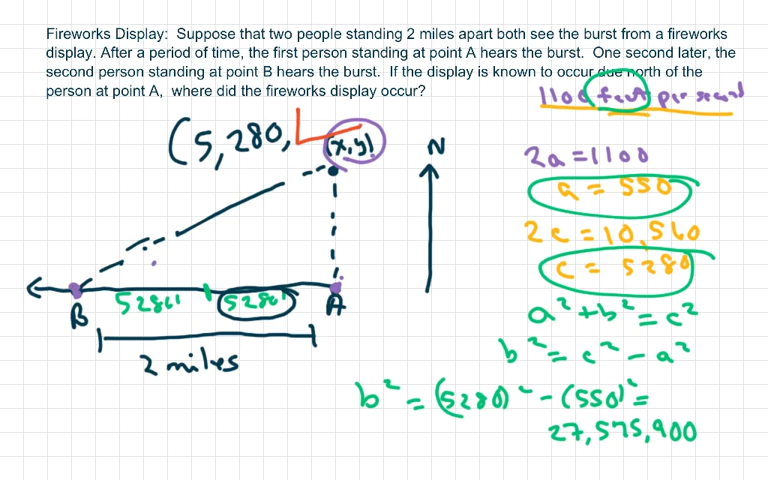 Fireworks Display:  Suppose that two people standing 2 miles apart both see the burst from a fireworks
display. After a period of time, the first person standing at point A hears the burst.  One second later, the
second person standing at point B hears the burst.  If the display is known to occur due north of the
person at point A,  where did the fireworks display occur?
1100 feet per second
(5,280,
(x,y)
N
2a=1100
a = 550
2c = 10,560
c = 5280
B
5280'
5280'
A
2 miles
a²+b²=c²
b²=c²-a²
b²=(5280)²-(550)²=
27,575,900